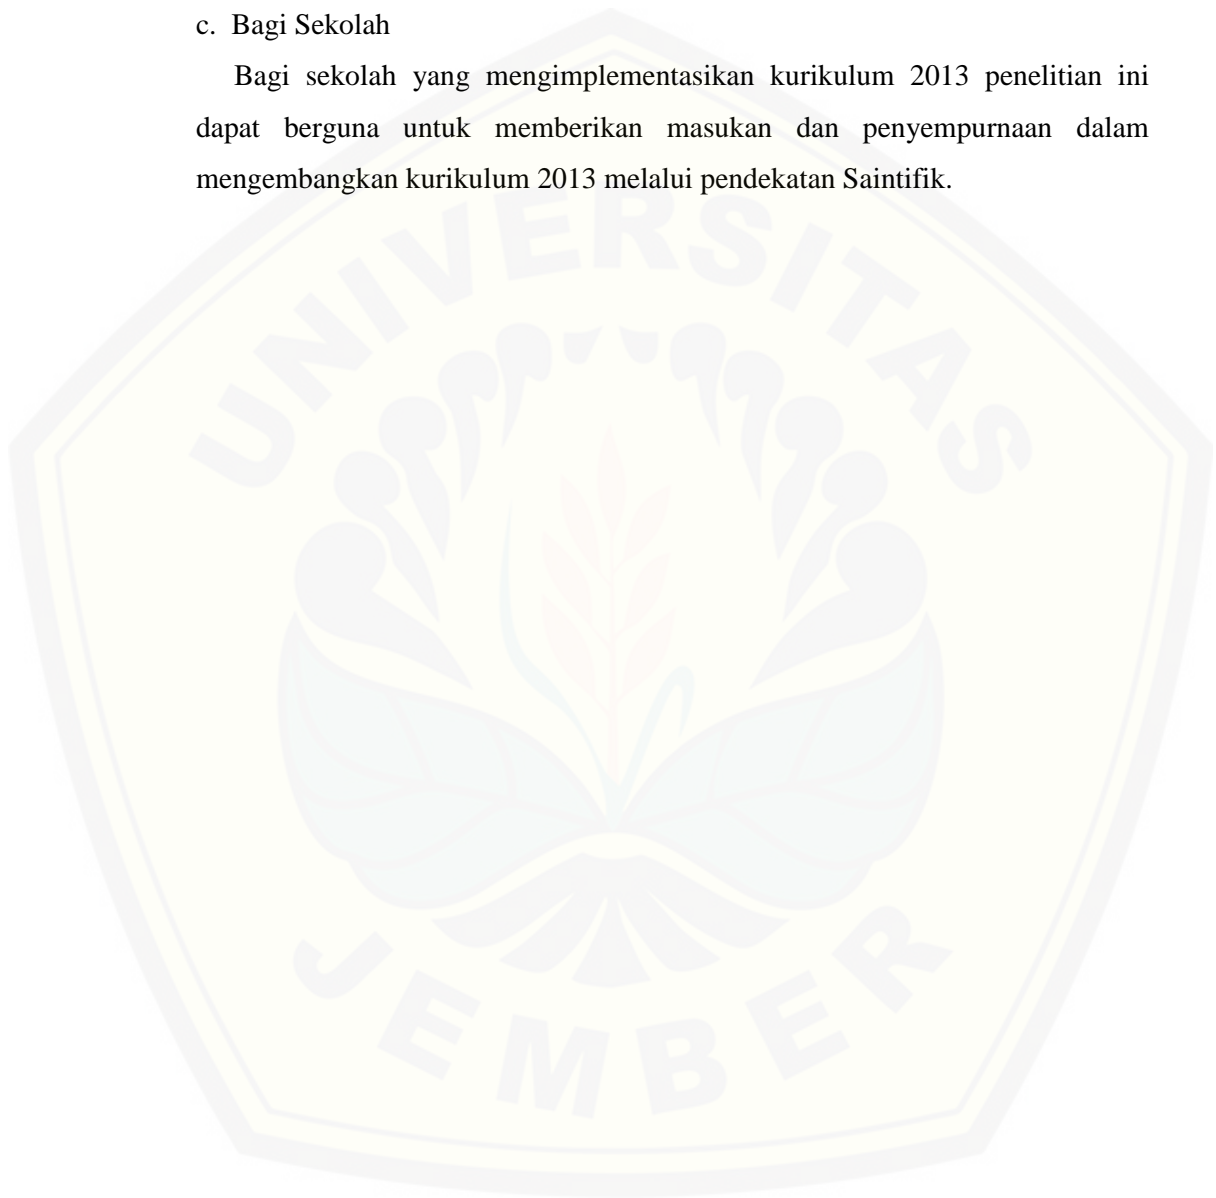 c. Bagi Sekolah
Bagi sekolah yang mengimplementasikan kurikulum 2013 penelitian ini
dapat berguna untuk memberikan masukan dan penyempurnaan dalam
mengembangkan kurikulum 2013 melalui pendekatan Saintifik.
UNIVERSITAS
JEMBER